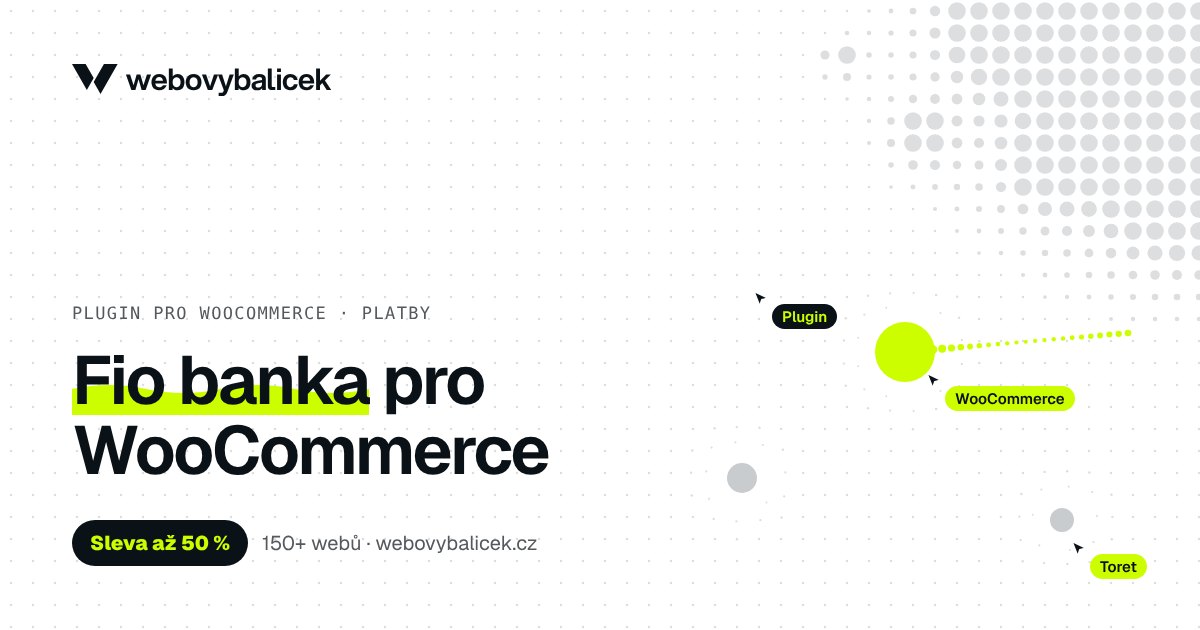 webovybalicek
PLUGIN PRO WOOCOMMERCE · PLATBY
Fio banka pro
WooCommerce
Sleva až 50 %
150+ webů · webovybalicek.cz
Plugin
WooCommerce
Toret